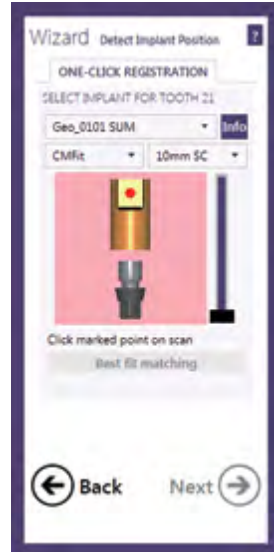 Wizard Detect Implant Position ?
ONE-CLICK REGISTRATION
SELECT IMPLANT FOR TOOTH 21
Geo_0101 SUM Info
CMFit 10mm SC
Click marked point on scan
Best fit matching
Back Next